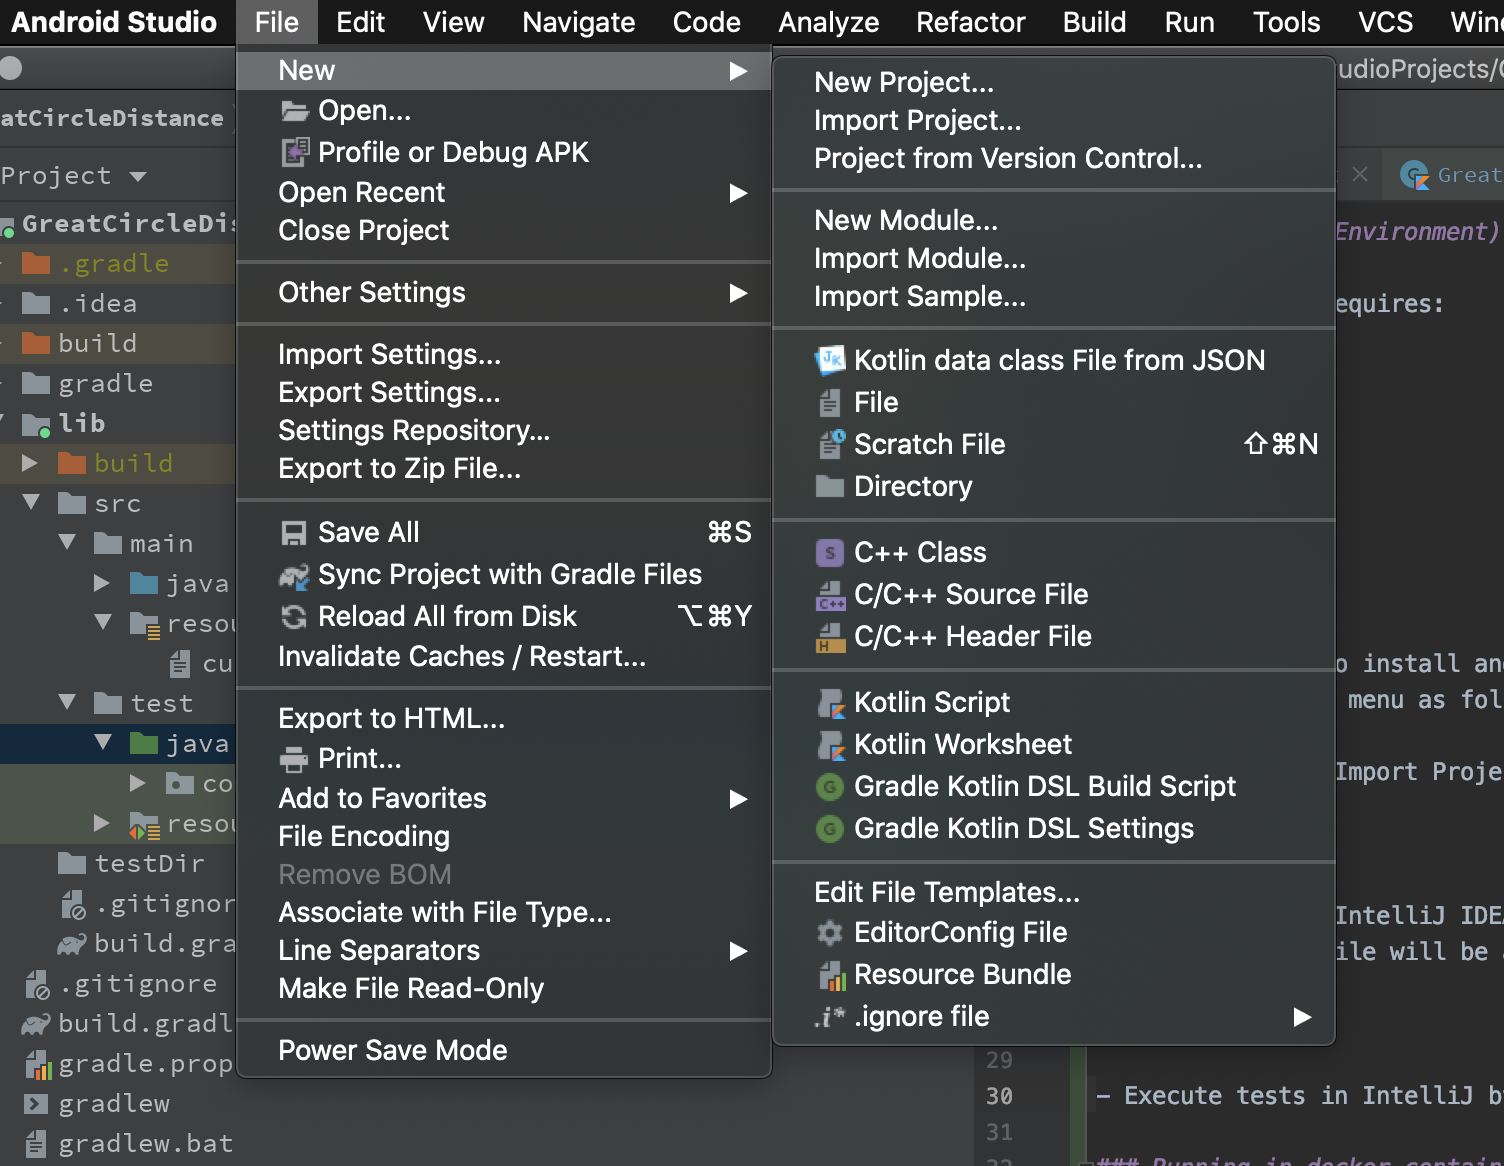 Android Studio File Edit View Navigate Code Analyze Refactor Build Run Tools VCS
New
Open...
Profile or Debug APK
Open Recent
Close Project
Other Settings
Import Settings...
Export Settings...
Settings Repository...
Export to Zip File...
Save All ⌘S
Sync Project with Gradle Files
Reload All from Disk ⌥⌘Y
Invalidate Caches / Restart...
Export to HTML...
Print...
Add to Favorites
File Encoding
Remove BOM
Associate with File Type...
Line Separators
Make File Read-Only
Power Save Mode
New Project...
Import Project...
Project from Version Control...
New Module...
Import Module...
Import Sample...
Kotlin data class File from JSON
File
Scratch File ⇧⌘N
Directory
C++ Class
C/C++ Source File
C/C++ Header File
Kotlin Script
Kotlin Worksheet
Gradle Kotlin DSL Build Script
Gradle Kotlin DSL Settings
Edit File Templates...
EditorConfig File
Resource Bundle
.ignore file
atCircleDistance
Project
GreatCircleDis
.gradle
.idea
build
gradle
lib
build
src
main
java
resou
cu
test
java
co
resou
testDir
.gitignor
build.gra
.gitignore
build.gradl
gradle.prop
gradlew
gradlew.bat
udioProjects/
Great
Environment)
equires:
o install and
menu as fol
Import Proje
IntelliJ IDE
ile will be
29
30 - Execute tests in IntelliJ b
31
### Running in docker contain